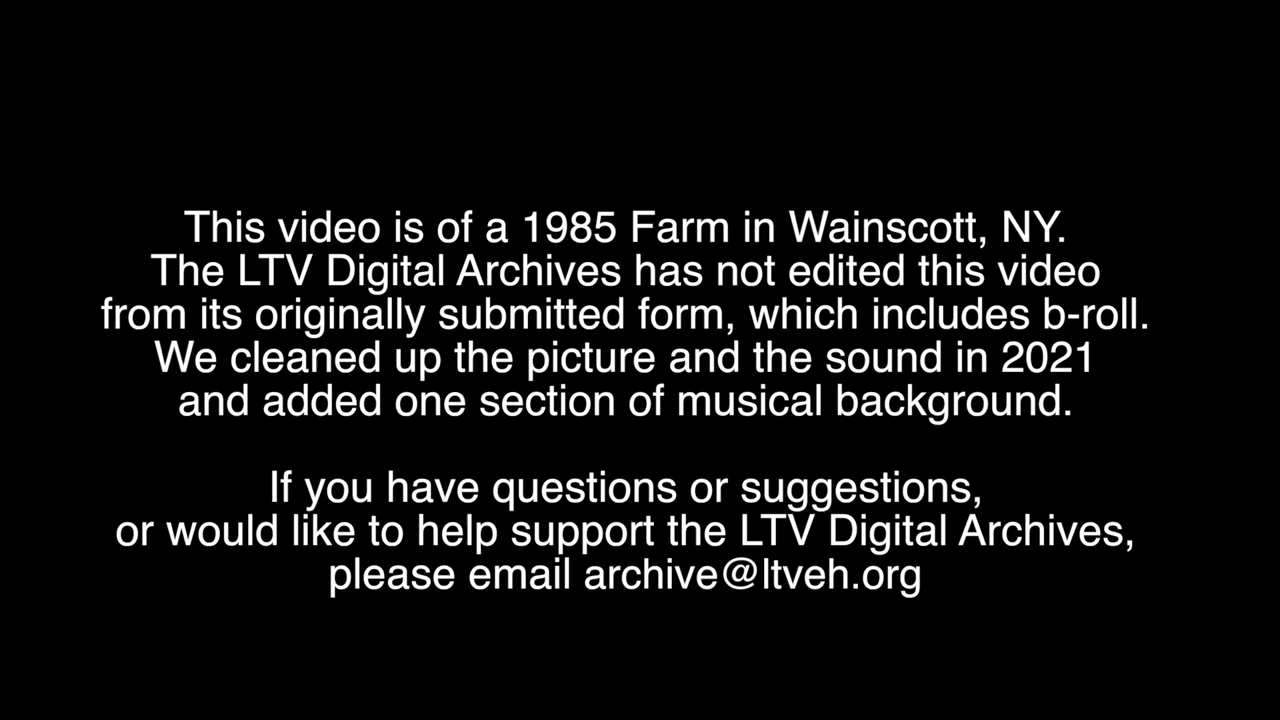 This video is of a 1985 Farm in Wainscott, NY.
The LTV Digital Archives has not edited this video
from its originally submitted form, which includes b-roll.
We cleaned up the picture and the sound in 2021
and added one section of musical background.
If you have questions or suggestions,
or would like to help support the LTV Digital Archives,
please email archive@ltveh.org